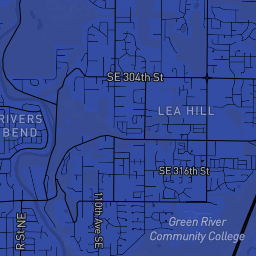 SE 304th St
LEA HILL
RIVERS
BEND
SE 316th St
110th Ave SE
R St NE
Green River
Community College